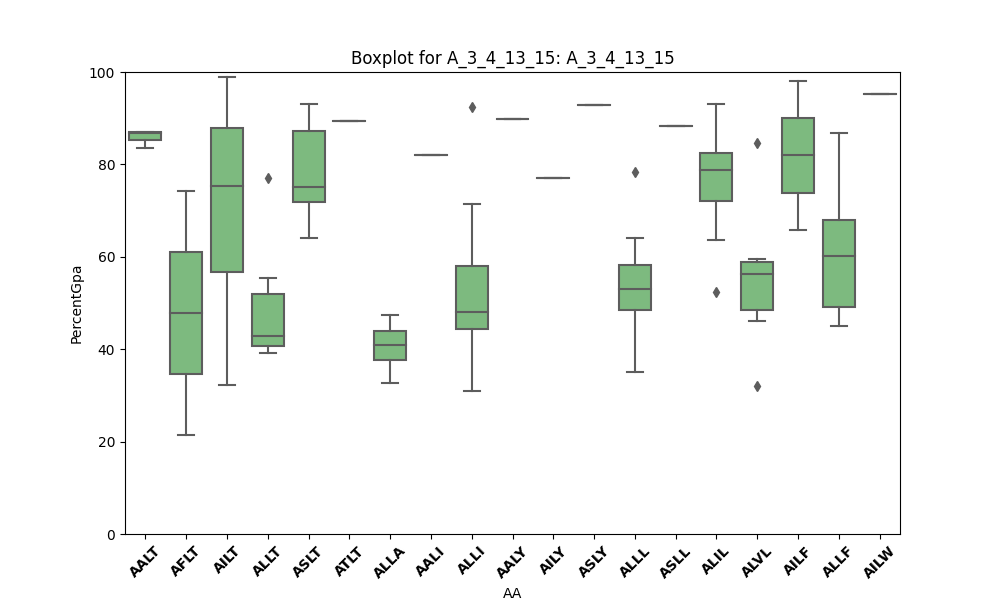 Boxplot for A_3_4_13_15: A_3_4_13_15
PercentGpa
100
80
60
40
20
0
AALT AFLT AILT ALLT ASLT ATLT ALLA AALI ALLI AALY AILY ASLY ALLL ASLL ALIL ALVL AILF ALLF AILW
AA